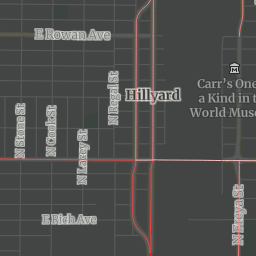 E Rowan Ave
Hillyard
Carr's One
a Kind in t
World Muse
N Regal St
N Stone St
N Cook St
N Lacey St
E Rich Ave
N Freya St